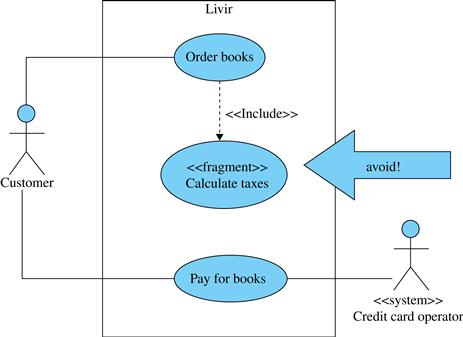 Livir
Order books
<<Include>>
<<fragment>>
Calculate taxes
avoid!
Customer
Pay for books
<<system>>
Credit card operator